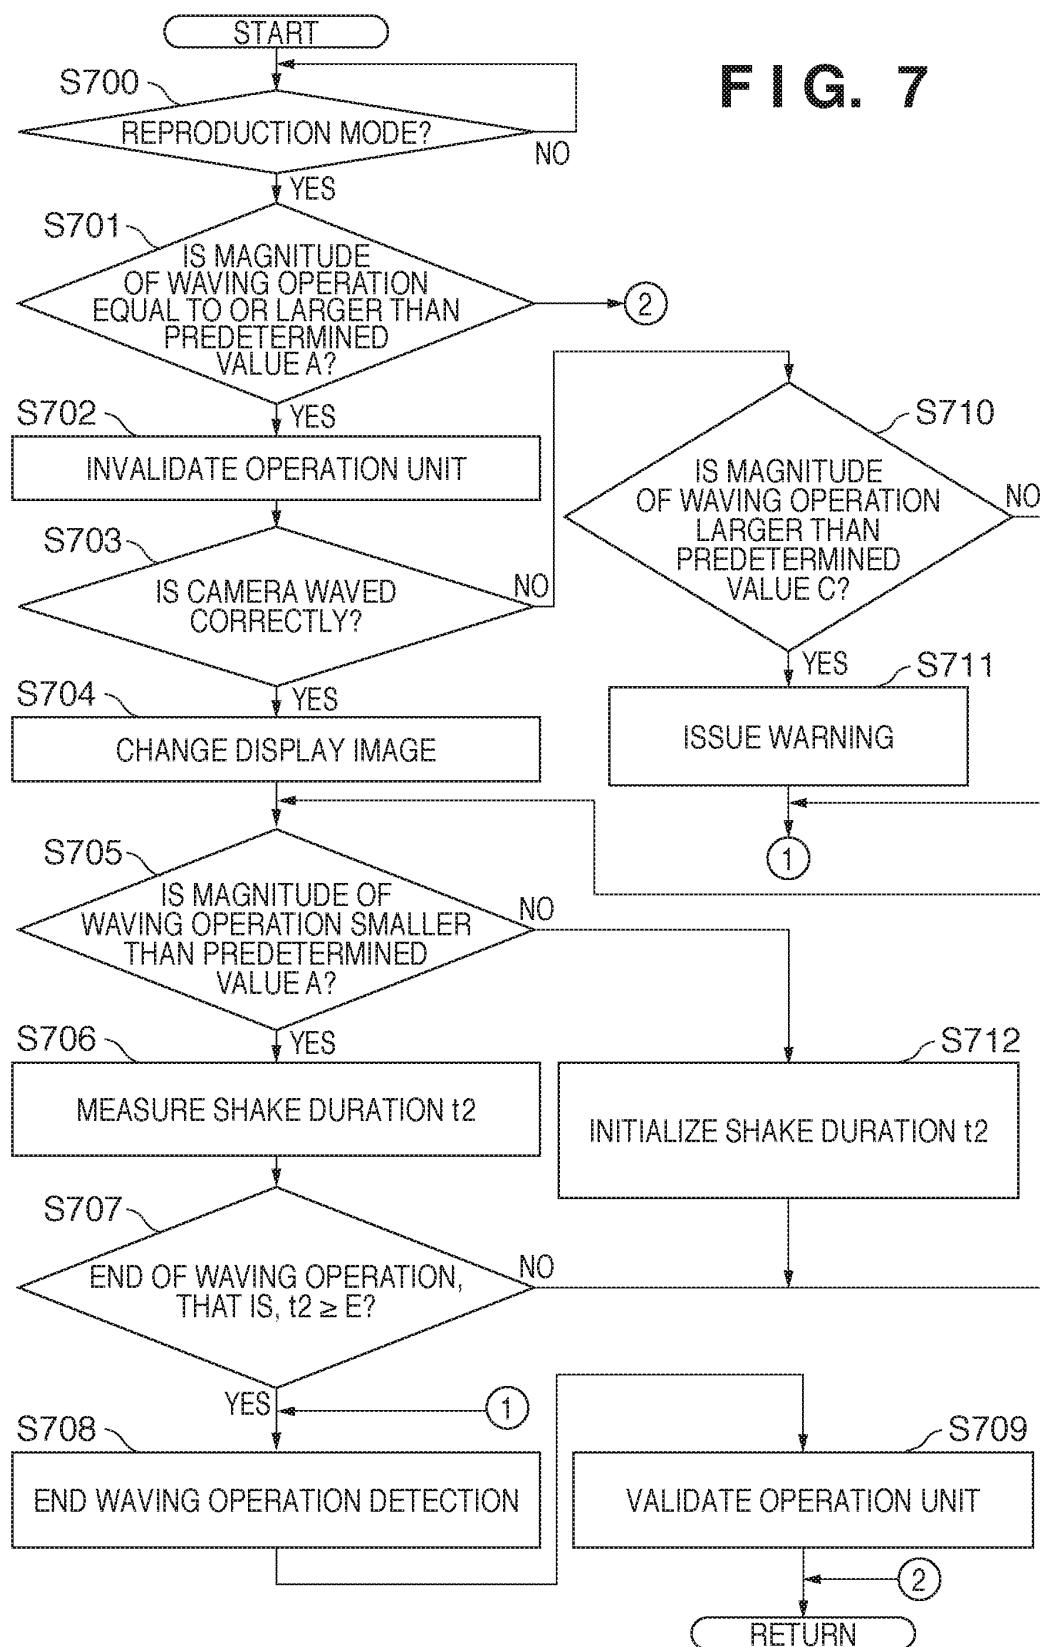 START
FIG. 7
S700
REPRODUCTION MODE?
NO
YES
S701
IS MAGNITUDE
OF WAVING OPERATION
EQUAL TO OR LARGER THAN
PREDETERMINED
VALUE A?
2
YES
S702
INVALIDATE OPERATION UNIT
S703
IS CAMERA WAVED
CORRECTLY?
NO
YES
S710
IS MAGNITUDE
OF WAVING OPERATION
LARGER THAN
PREDETERMINED
VALUE C?
NO
YES
S704
CHANGE DISPLAY IMAGE
S711
ISSUE WARNING
1
S705
IS MAGNITUDE OF
WAVING OPERATION SMALLER
THAN PREDETERMINED
VALUE A?
NO
YES
S706
MEASURE SHAKE DURATION t2
S712
INITIALIZE SHAKE DURATION t2
S707
END OF WAVING OPERATION,
THAT IS, t2 ≥ E?
NO
YES
1
S708
END WAVING OPERATION DETECTION
S709
VALIDATE OPERATION UNIT
2
RETURN